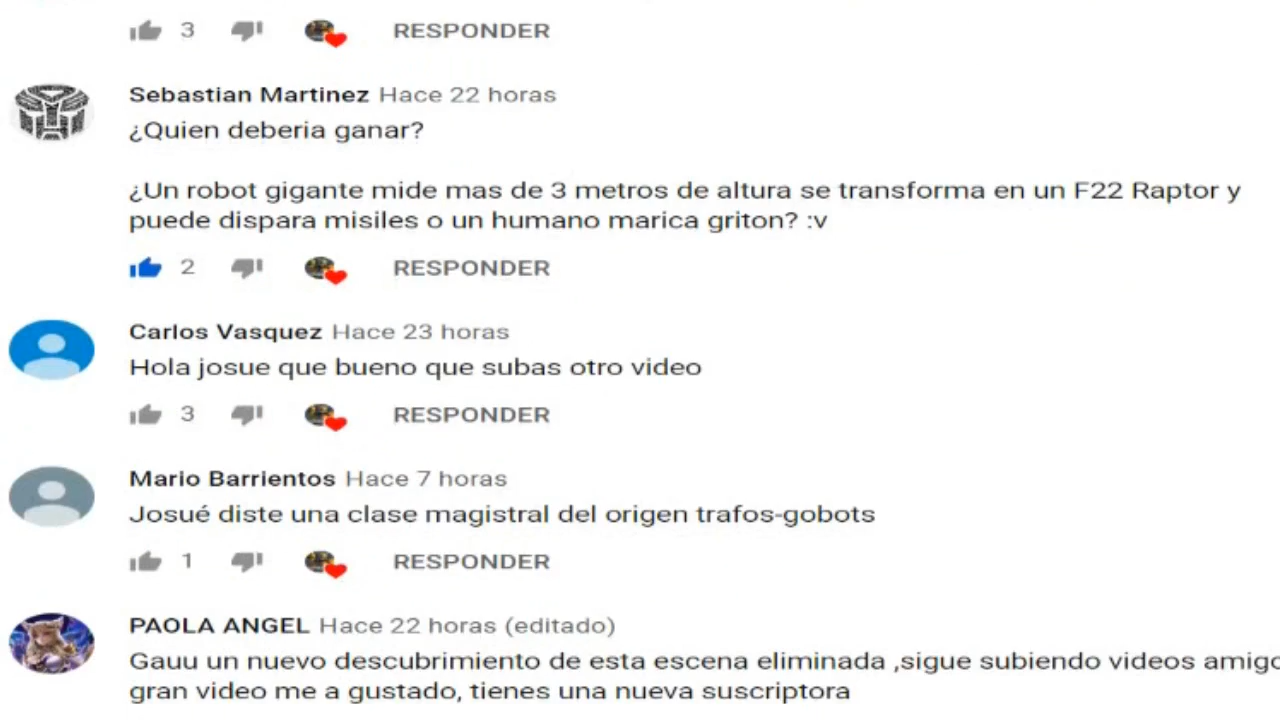 3 RESPONDER
Sebastian Martinez Hace 22 horas
¿Quien deberia ganar?
¿Un robot gigante mide mas de 3 metros de altura se transforma en un F22 Raptor y
puede dispara misiles o un humano marica griton? :v
2 RESPONDER
Carlos Vasquez Hace 23 horas
Hola josue que bueno que subas otro video
3 RESPONDER
Mario Barrientos Hace 7 horas
Josué diste una clase magistral del origen trafos-gobots
1 RESPONDER
PAOLA ANGEL Hace 22 horas (editado)
Gauu un nuevo descubrimiento de esta escena eliminada ,sigue subiendo videos amigo
gran video me a gustado, tienes una nueva suscriptora